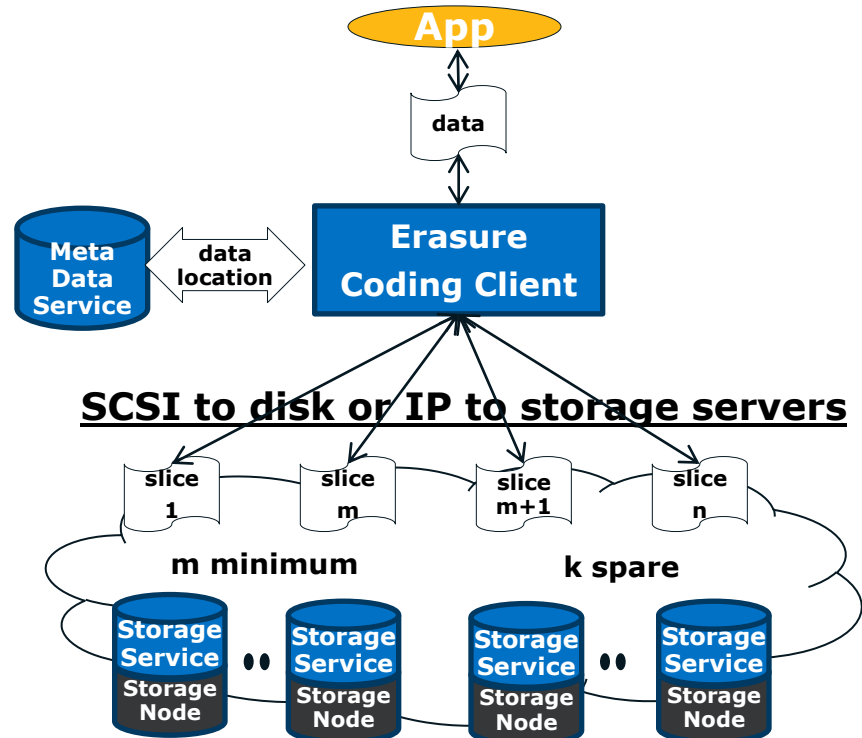 App
data
Erasure
Coding Client
Meta
Data
Service
data
location
SCSI to disk or IP to storage servers
slice
1
slice
m
slice
m+1
slice
n
m minimum
k spare
Storage
Service
Storage
Node
Storage
Service
Storage
Node
Storage
Service
Storage
Node
Storage
Service
Storage
Node